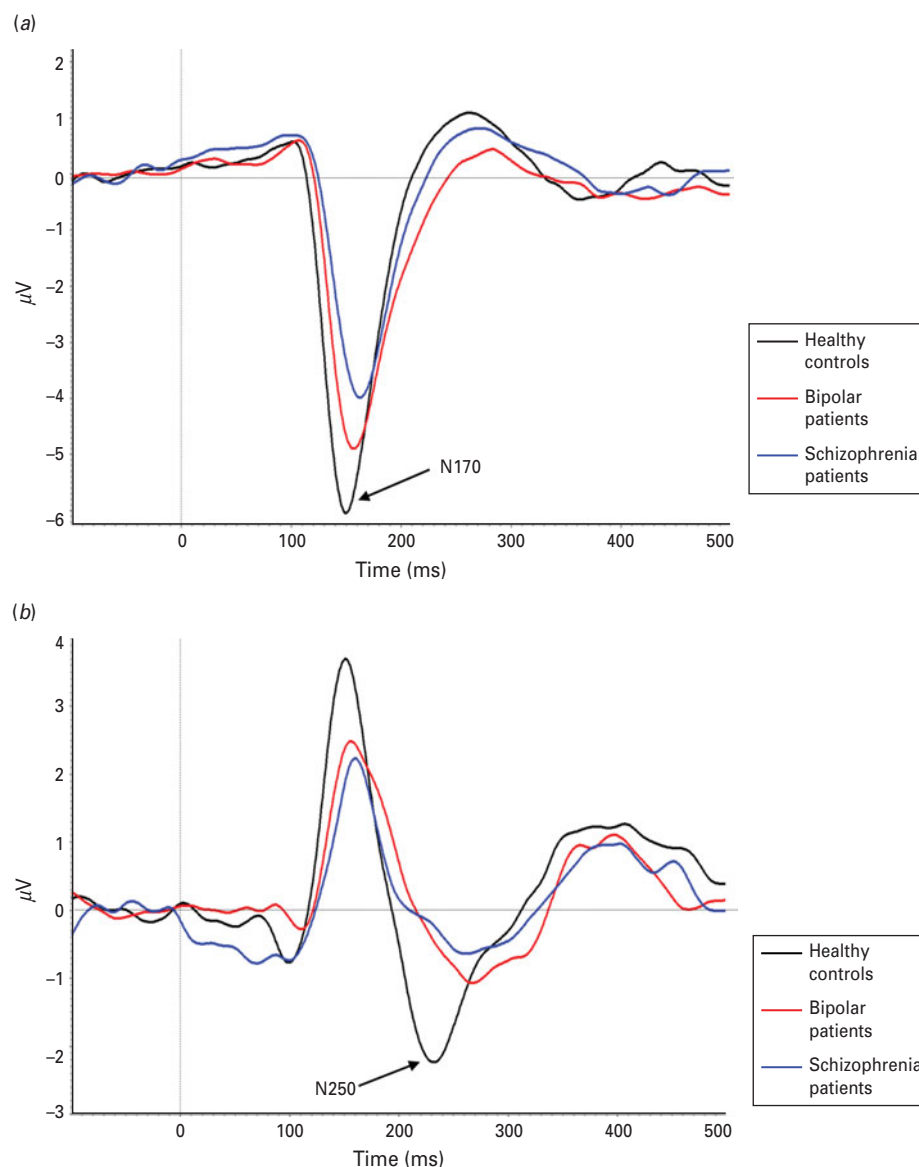 (a)
2
1
0
–1
–2
–3
–4
–5
–6
μV
N170
0 100 200 300 400 500
Time (ms)
Healthy
controls
Bipolar
patients
Schizophrenia
patients
(b)
4
3
2
1
0
–1
–2
–3
μV
N250
0 100 200 300 400 500
Time (ms)
Healthy
controls
Bipolar
patients
Schizophrenia
patients